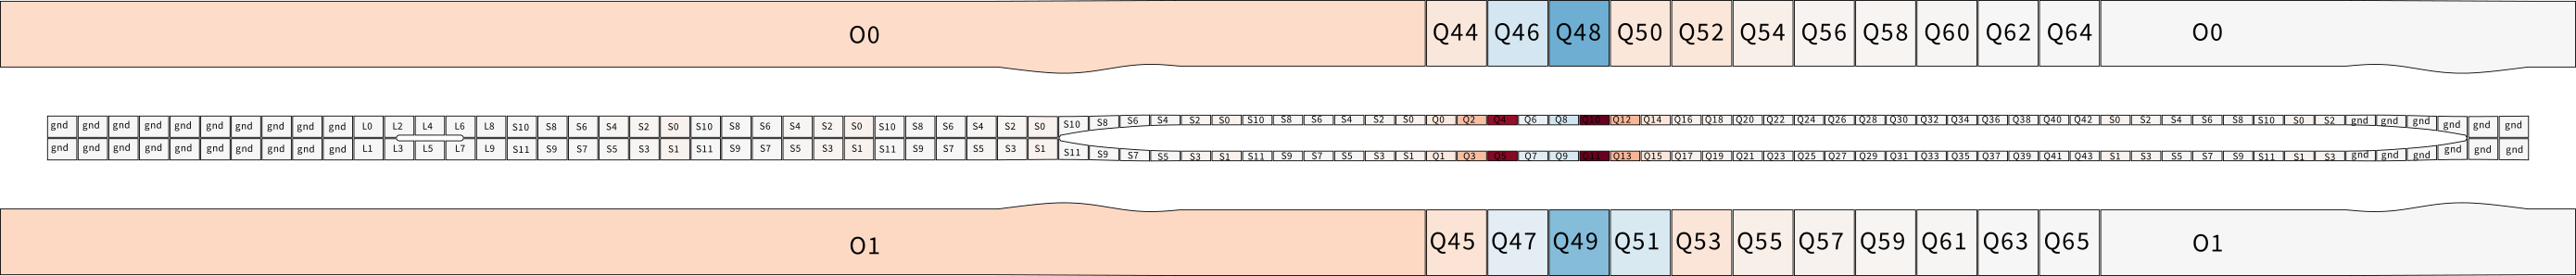 O0 Q44 Q46 Q48 Q50 Q52 Q54 Q56 Q58 Q60 Q62 Q64 O0
gnd gnd gnd gnd gnd gnd gnd gnd gnd gnd L0 L2 L4 L6 L8 S10 S8 S6 S4 S2 S0 S10 S8 S6 S4 S2 S0 S10 S8 S6 S4 S2 S0 S10 S8 S6 S4 S2 S0 S10 S8 S6 S4 S2 S0 Q0 Q2 Q4 Q6 Q8 Q10 Q12 Q14 Q16 Q18 Q20 Q22 Q24 Q26 Q28 Q30 Q32 Q34 Q36 Q38 Q40 Q42 S0 S2 S4 S6 S8 S10 S0 S2 gnd gnd gnd gnd gnd gnd
gnd gnd gnd gnd gnd gnd gnd gnd gnd gnd L1 L3 L5 L7 L9 S11 S9 S7 S5 S3 S1 S11 S9 S7 S5 S3 S1 S11 S9 S7 S5 S3 S1 S11 S9 S7 S5 S3 S1 S11 S9 S7 S5 S3 S1 Q1 Q3 Q5 Q7 Q9 Q11 Q13 Q15 Q17 Q19 Q21 Q23 Q25 Q27 Q29 Q31 Q33 Q35 Q37 Q39 Q41 Q43 S1 S3 S5 S7 S9 S11 S1 S3 gnd gnd gnd gnd gnd gnd
O1 Q45 Q47 Q49 Q51 Q53 Q55 Q57 Q59 Q61 Q63 Q65 O1